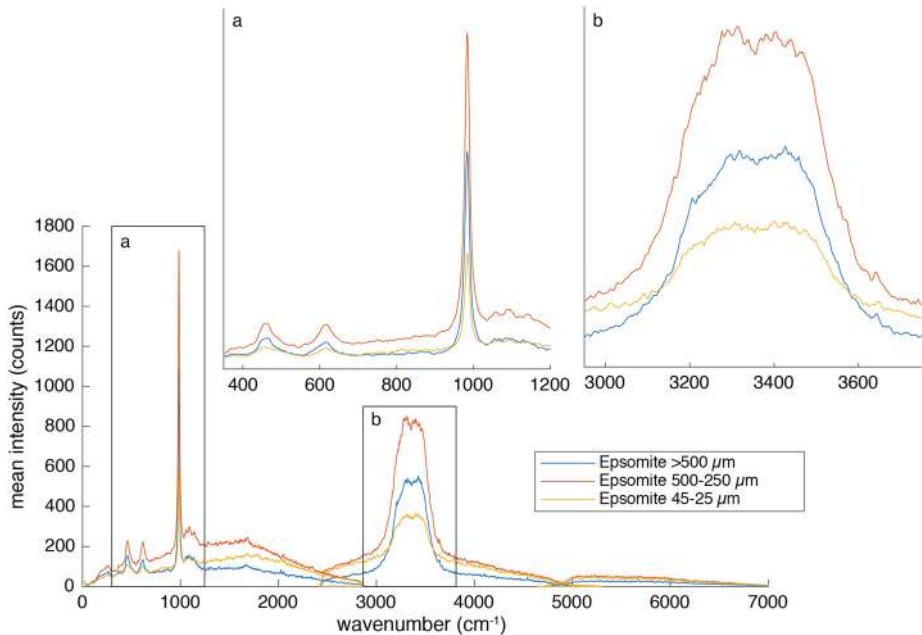 a
b
400 600 800 1000 1200
3000 3200 3400 3600
1800
1600
1400
1200
1000
800
600
400
200
0
mean intensity (counts)
a
b
Epsomite >500 µm
Epsomite 500-250 µm
Epsomite 45-25 µm
0 1000 2000 3000 4000 5000 6000 7000
wavenumber (cm⁻¹)